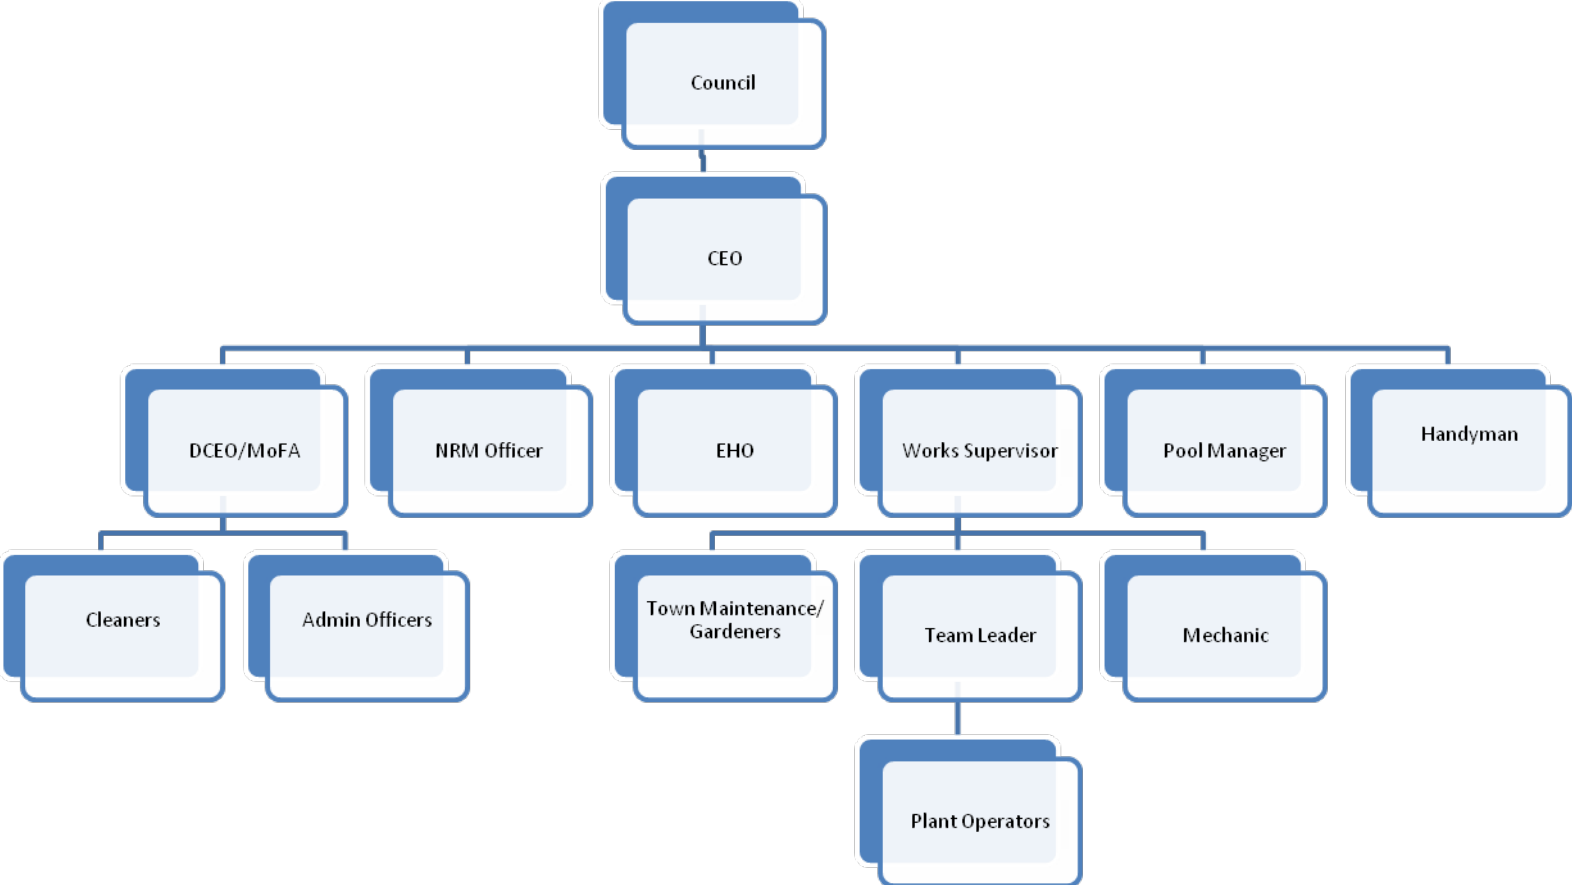 Council
CEO
DCEO/MoFA
NRM Officer
EHO
Works Supervisor
Pool Manager
Handyman
Cleaners
Admin Officers
Town Maintenance/
Gardeners
Team Leader
Mechanic
Plant Operators